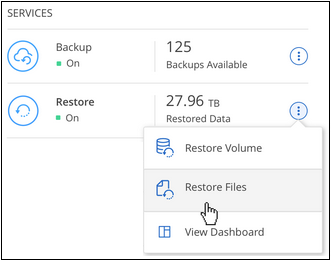 SERVICES
Backup
On
125
Backups Available
Restore
On
27.96 TB
Restored Data
Restore Volume
Restore Files
View Dashboard